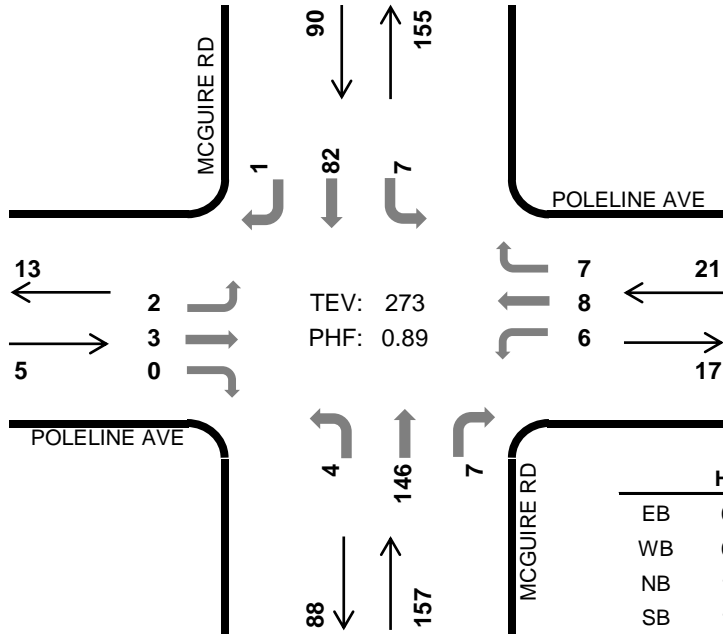 90
155
MCGUIRE RD
1
82
7
POLELINE AVE
13
2
TEV: 273
7
21
3
PHF: 0.89
8
5
0
6
17
POLELINE AVE
4
146
7
MCGUIRE RD
EB
WB
NB
SB
88
157